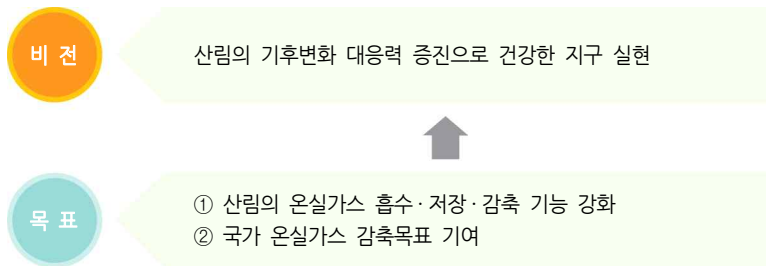 비 전
산림의 기후변화 대응력 증진으로 건강한 지구 실현
목 표
① 산림의 온실가스 흡수·저장·감축 기능 강화
② 국가 온실가스 감축목표 기여